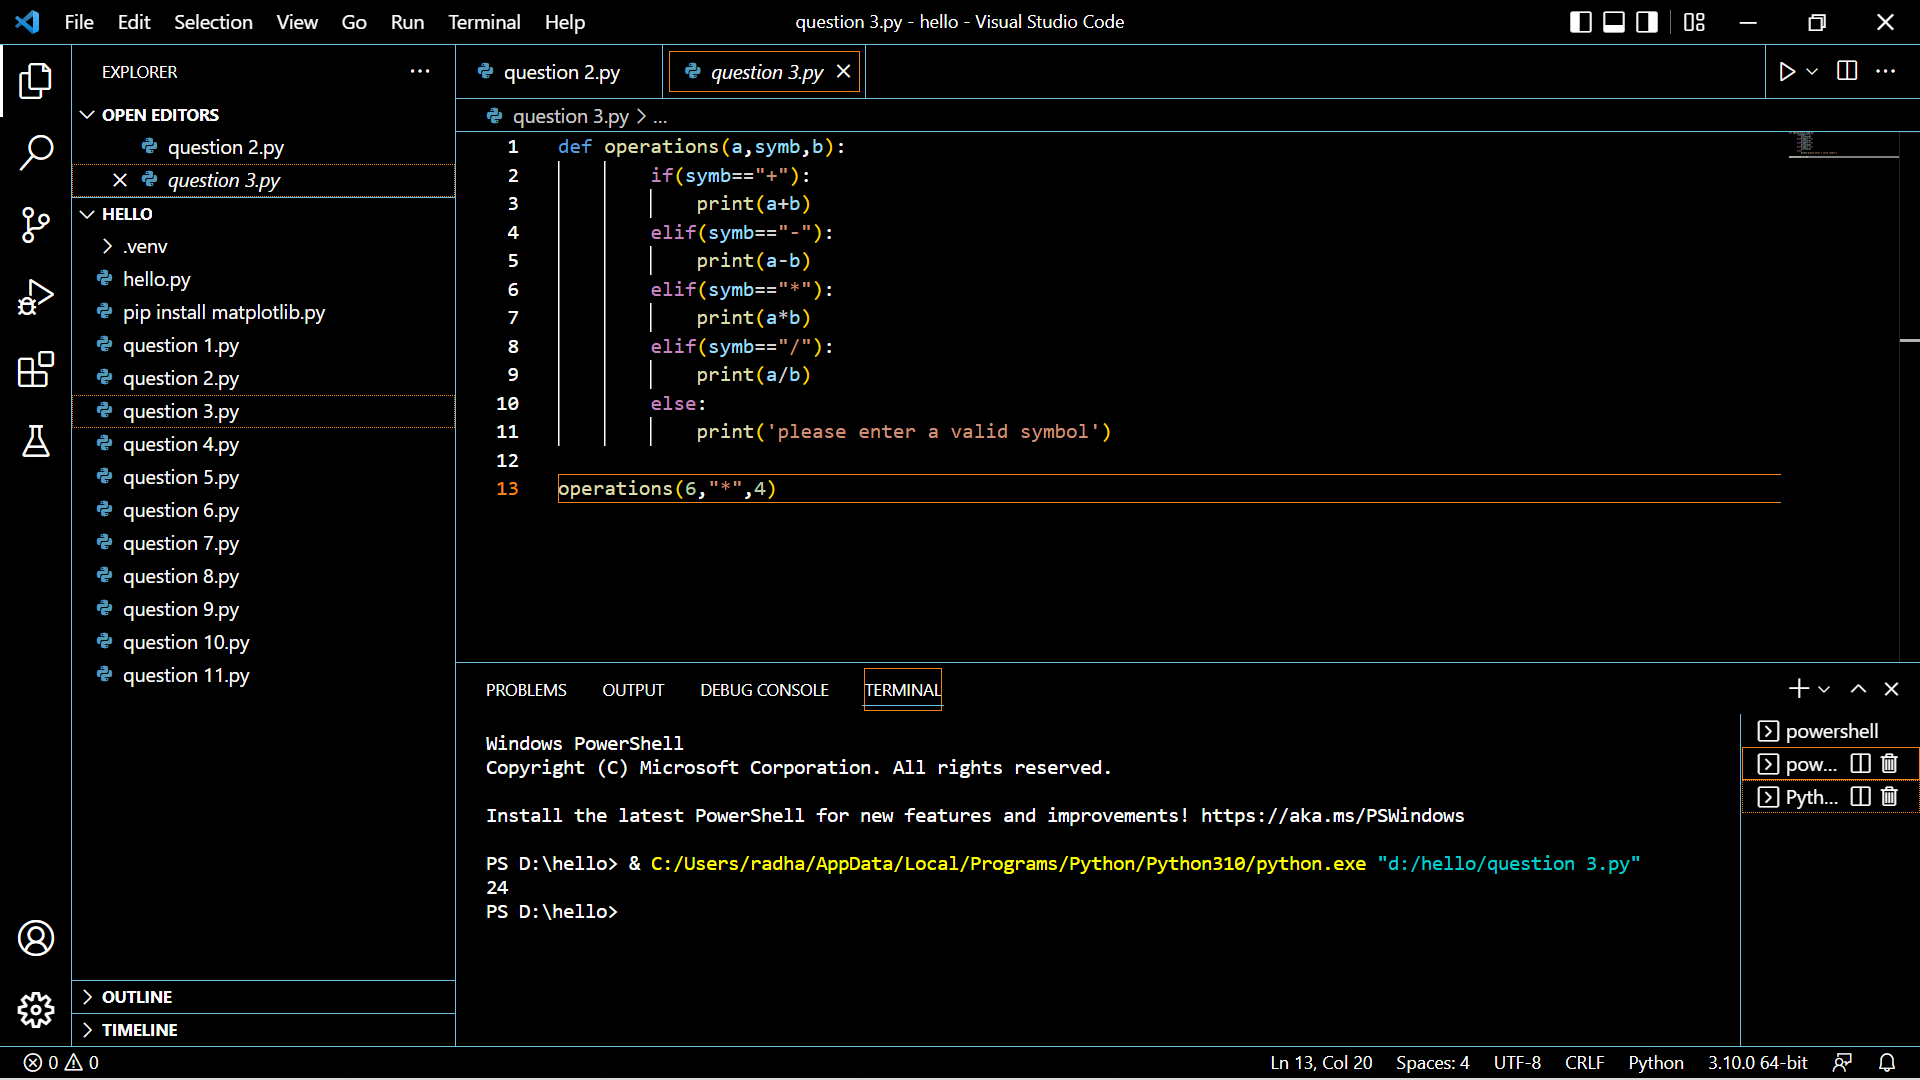 File Edit Selection View Go Run Terminal Help
question 3.py - hello - Visual Studio Code
EXPLORER
OPEN EDITORS
question 2.py
question 3.py
HELLO
.venv
hello.py
pip install matplotlib.py
question 1.py
question 2.py
question 3.py
question 4.py
question 5.py
question 6.py
question 7.py
question 8.py
question 9.py
question 10.py
question 11.py
OUTLINE
TIMELINE
question 2.py question 3.py
question 3.py > ...
1 def operations(a,symb,b):
2 if(symb=="+"):
3 print(a+b)
4 elif(symb=="-"):
5 print(a-b)
6 elif(symb=="*"):
7 print(a*b)
8 elif(symb=="/"):
9 print(a/b)
10 else:
11 print('please enter a valid symbol')
12
13 operations(6,"*",4)
PROBLEMS OUTPUT DEBUG CONSOLE TERMINAL
Windows PowerShell
Copyright (C) Microsoft Corporation. All rights reserved.
Install the latest PowerShell for new features and improvements! https://aka.ms/PSWindows
PS D:\hello> & C:/Users/radha/AppData/Local/Programs/Python/Python310/python.exe "d:/hello/question 3.py"
24
PS D:\hello>
powershell
pow...
Pyth...
0 0
Ln 13, Col 20 Spaces: 4 UTF-8 CRLF Python 3.10.0 64-bit